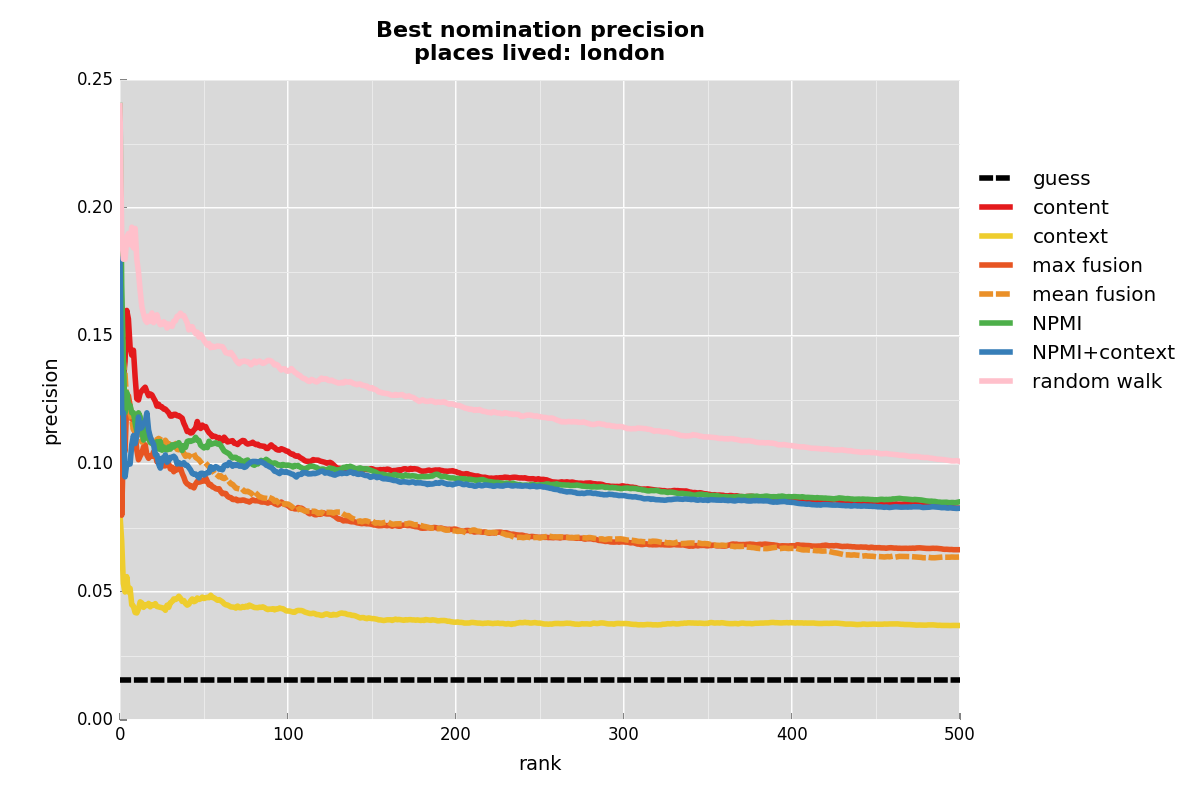 Best nomination precision
places lived: london
precision
0.25
0.20
0.15
0.10
0.05
0.00
0
100
200
300
400
500
rank
guess
content
context
max fusion
mean fusion
NPMI
NPMI+context
random walk